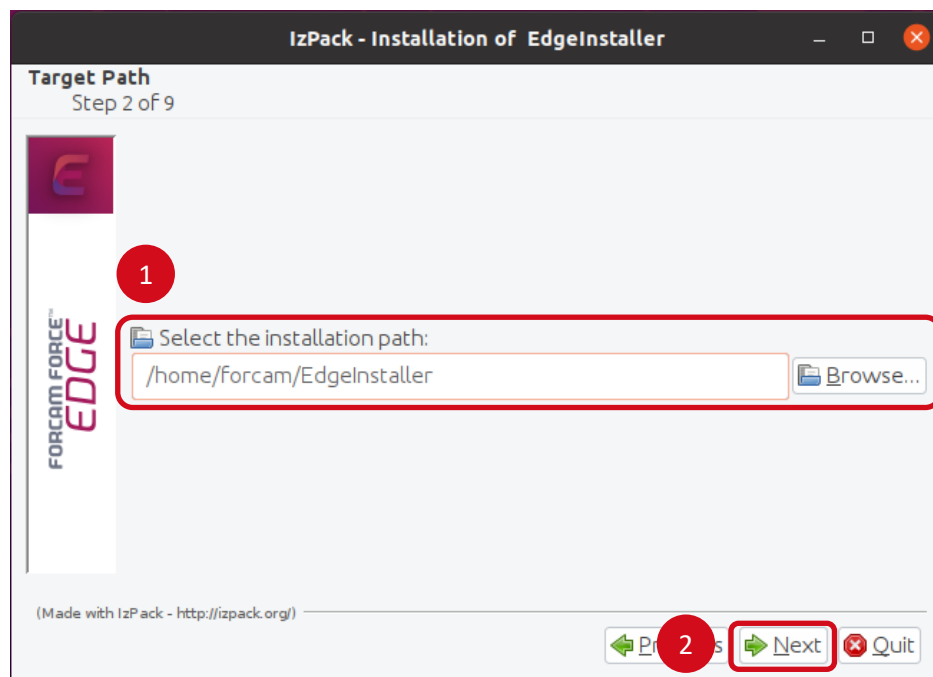 IzPack - Installation of EdgeInstaller
Target Path
Step 2 of 9
1
FORCAM FORCE™
EDGE
Select the installation path:
/home/forcam/EdgeInstaller
Browse...
(Made with IzPack - http://izpack.org/)
2
Next
Quit